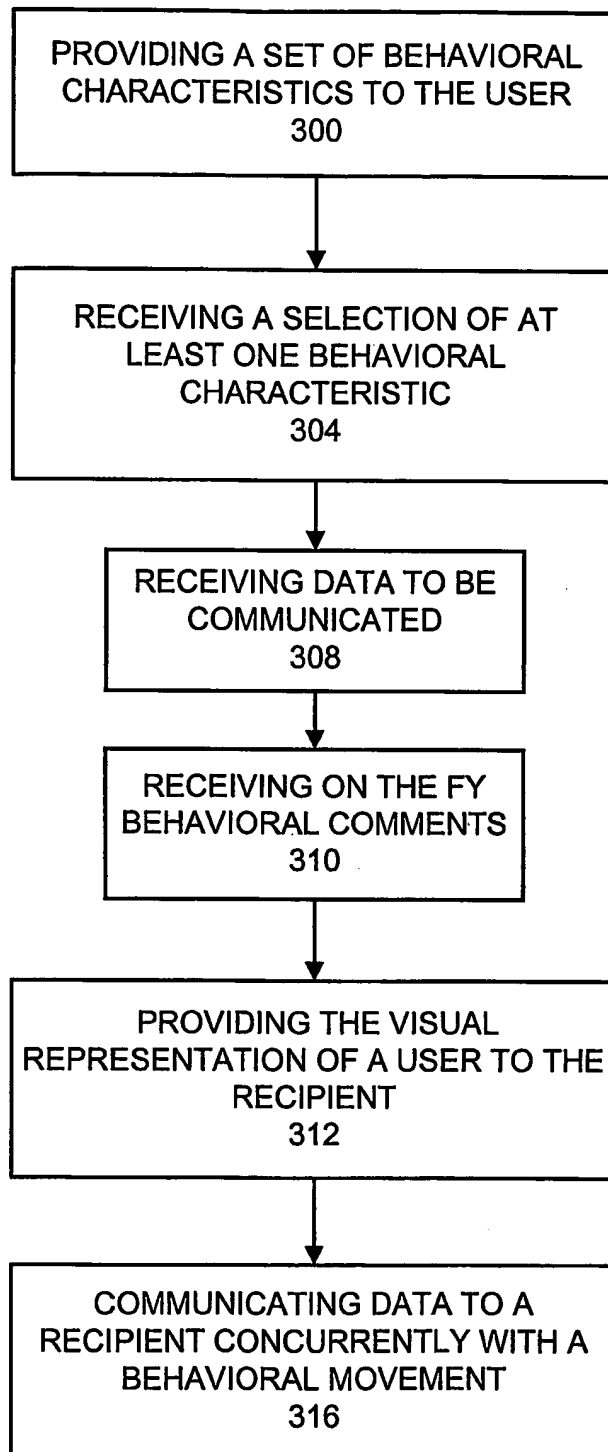 PROVIDING A SET OF BEHAVIORAL
CHARACTERISTICS TO THE USER
300
RECEIVING A SELECTION OF AT
LEAST ONE BEHAVIORAL
CHARACTERISTIC
304
RECEIVING DATA TO BE
COMMUNICATED
308
RECEIVING ON THE FY
BEHAVIORAL COMMENTS
310
PROVIDING THE VISUAL
REPRESENTATION OF A USER TO THE
RECIPIENT
312
COMMUNICATING DATA TO A
RECIPIENT CONCURRENTLY WITH A
BEHAVIORAL MOVEMENT
316